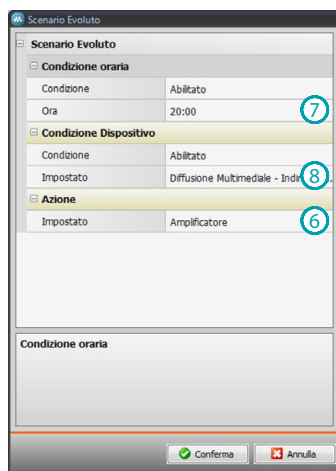 Scenario Evoluto
Scenario Evoluto
Condizione oraria
Condizione Abilitato
Ora 20:00 7
Condizione Dispositivo
Condizione Abilitato
Impostato Diffusione Multimediale - 8
Azione
Impostato Amplificatore 6
Condizione oraria
Conferma Annulla